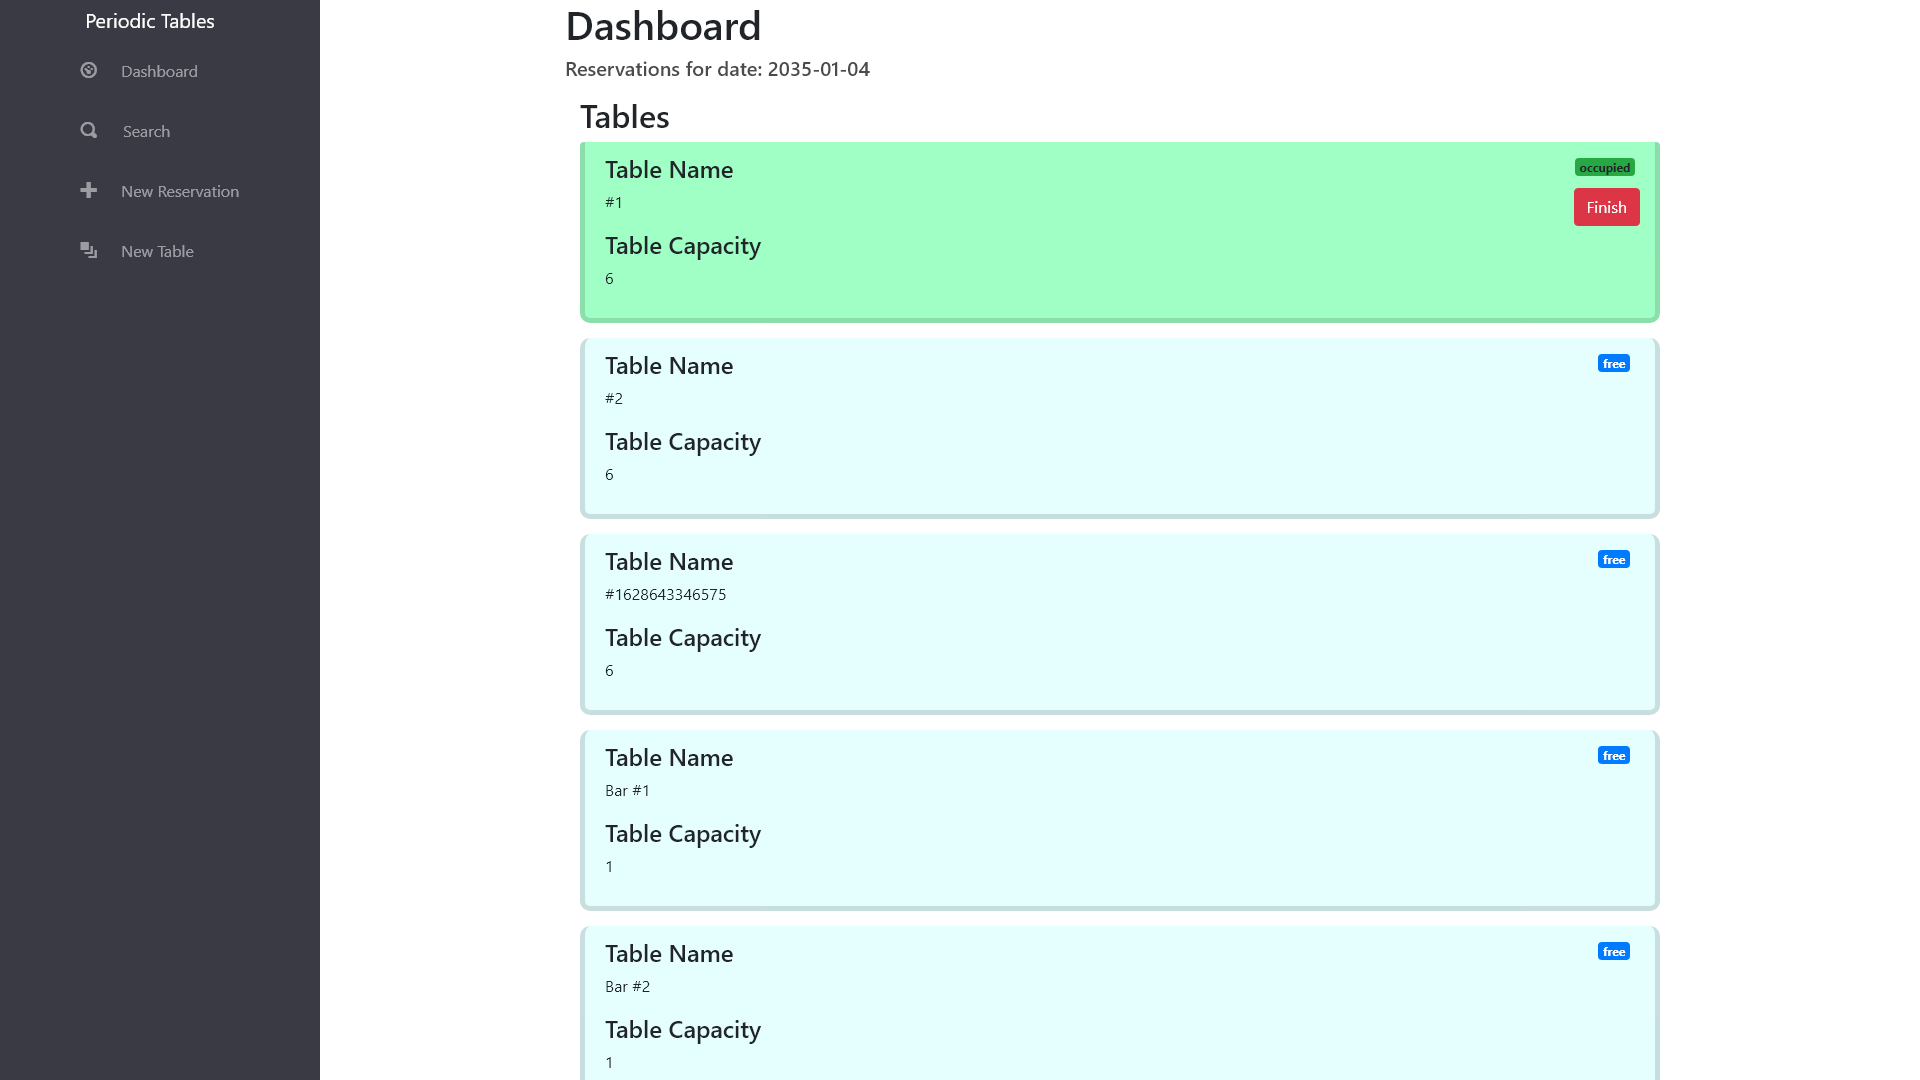 Periodic Tables
Dashboard
Search
New Reservation
New Table
Dashboard
Reservations for date: 2035-01-04
Tables
Table Name
occupied
#1
Finish
Table Capacity
6
Table Name
free
#2
Table Capacity
6
Table Name
free
#1628643346575
Table Capacity
6
Table Name
free
Bar #1
Table Capacity
1
Table Name
free
Bar #2
Table Capacity
1